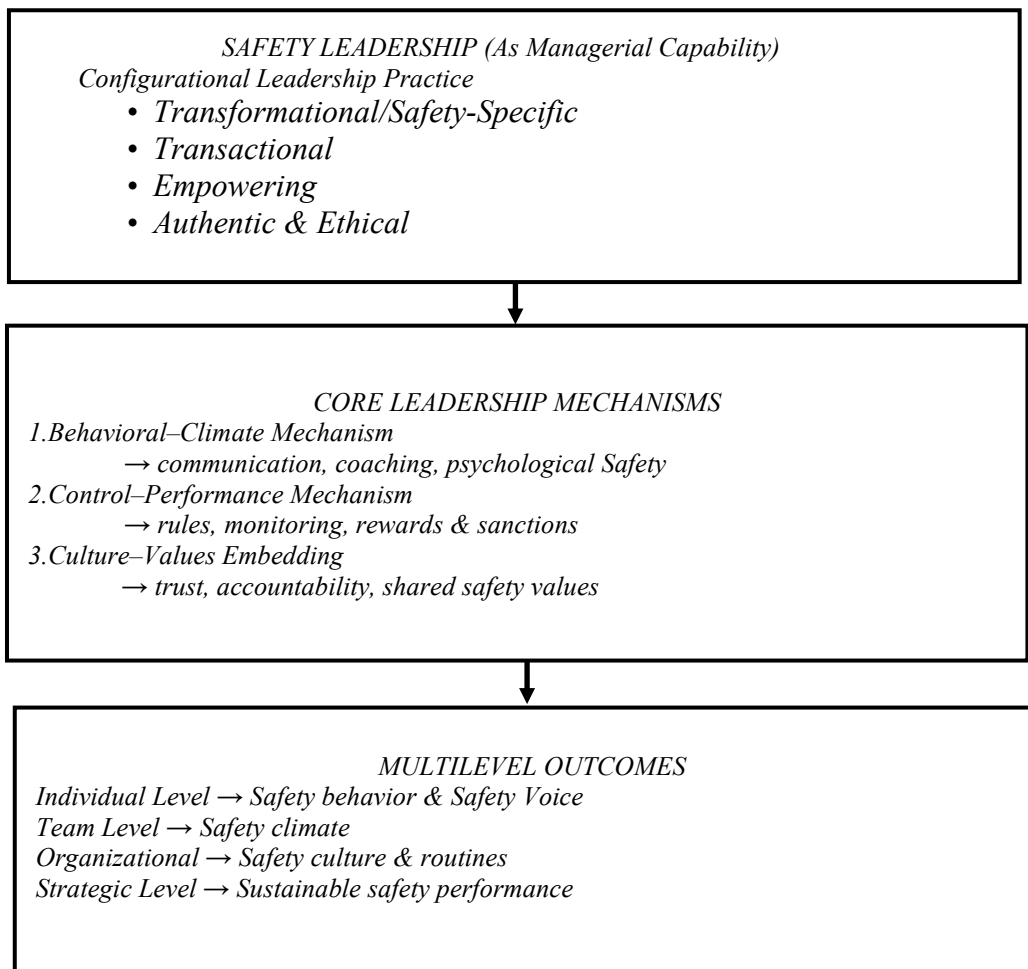 SAFETY LEADERSHIP (As Managerial Capability)
Configurational Leadership Practice
• Transformational/Safety-Specific
• Transactional
• Empowering
• Authentic & Ethical
CORE LEADERSHIP MECHANISMS
1.Behavioral–Climate Mechanism
→ communication, coaching, psychological Safety
2.Control–Performance Mechanism
→ rules, monitoring, rewards & sanctions
3.Culture–Values Embedding
→ trust, accountability, shared safety values
MULTILEVEL OUTCOMES
Individual Level → Safety behavior & Safety Voice
Team Level → Safety climate
Organizational → Safety culture & routines
Strategic Level → Sustainable safety performance